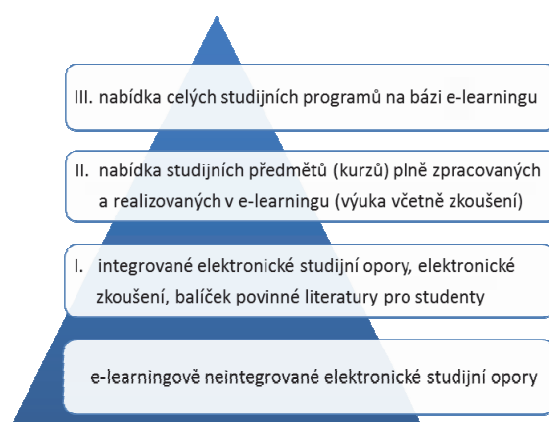 III. nabídka celých studijních programů na bázi e-learningu
II. nabídka studijních předmětů (kurzů) plně zpracovaných
a realizovaných v e-learningu (výuka včetně zkoušení)
I. integrované elektronické studijní opory, elektronické
zkoušení, balíček povinné literatury pro studenty
e-learningově neintegrované elektronické studijní opory